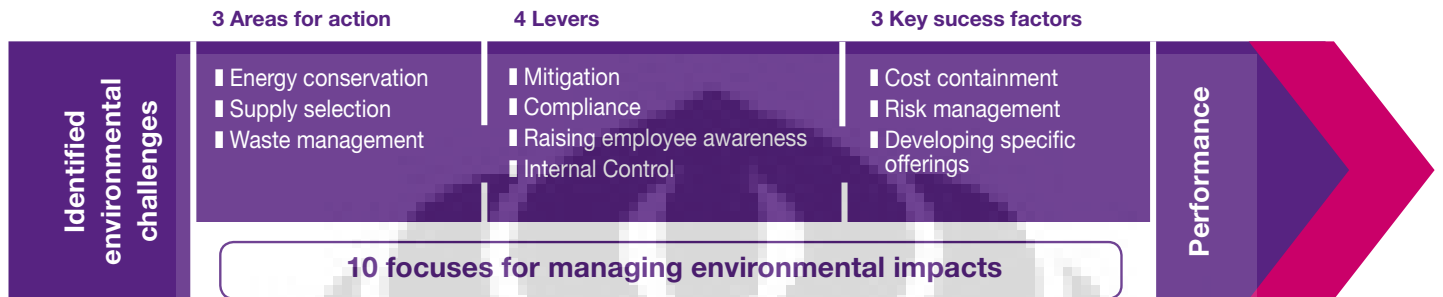 3 Areas for action
4 Levers
3 Key sucess factors
Identified
environmental
challenges
Energy conservation
Supply selection
Waste management
Mitigation
Compliance
Raising employee awareness
Internal Control
Cost containment
Risk management
Developing specific
offerings
Performance
10 focuses for managing environmental impacts